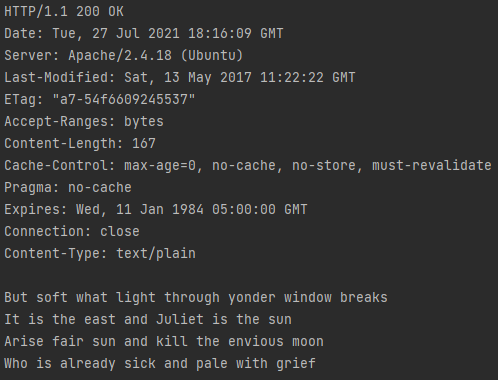 HTTP/1.1 200 OK
Date: Tue, 27 Jul 2021 18:16:09 GMT
Server: Apache/2.4.18 (Ubuntu)
Last-Modified: Sat, 13 May 2017 11:22:22 GMT
ETag: "a7-54f6609245537"
Accept-Ranges: bytes
Content-Length: 167
Cache-Control: max-age=0, no-cache, no-store, must-revalidate
Pragma: no-cache
Expires: Wed, 11 Jan 1984 05:00:00 GMT
Connection: close
Content-Type: text/plain

But soft what light through yonder window breaks
It is the east and Juliet is the sun
Arise fair sun and kill the envious moon
Who is already sick and pale with grief